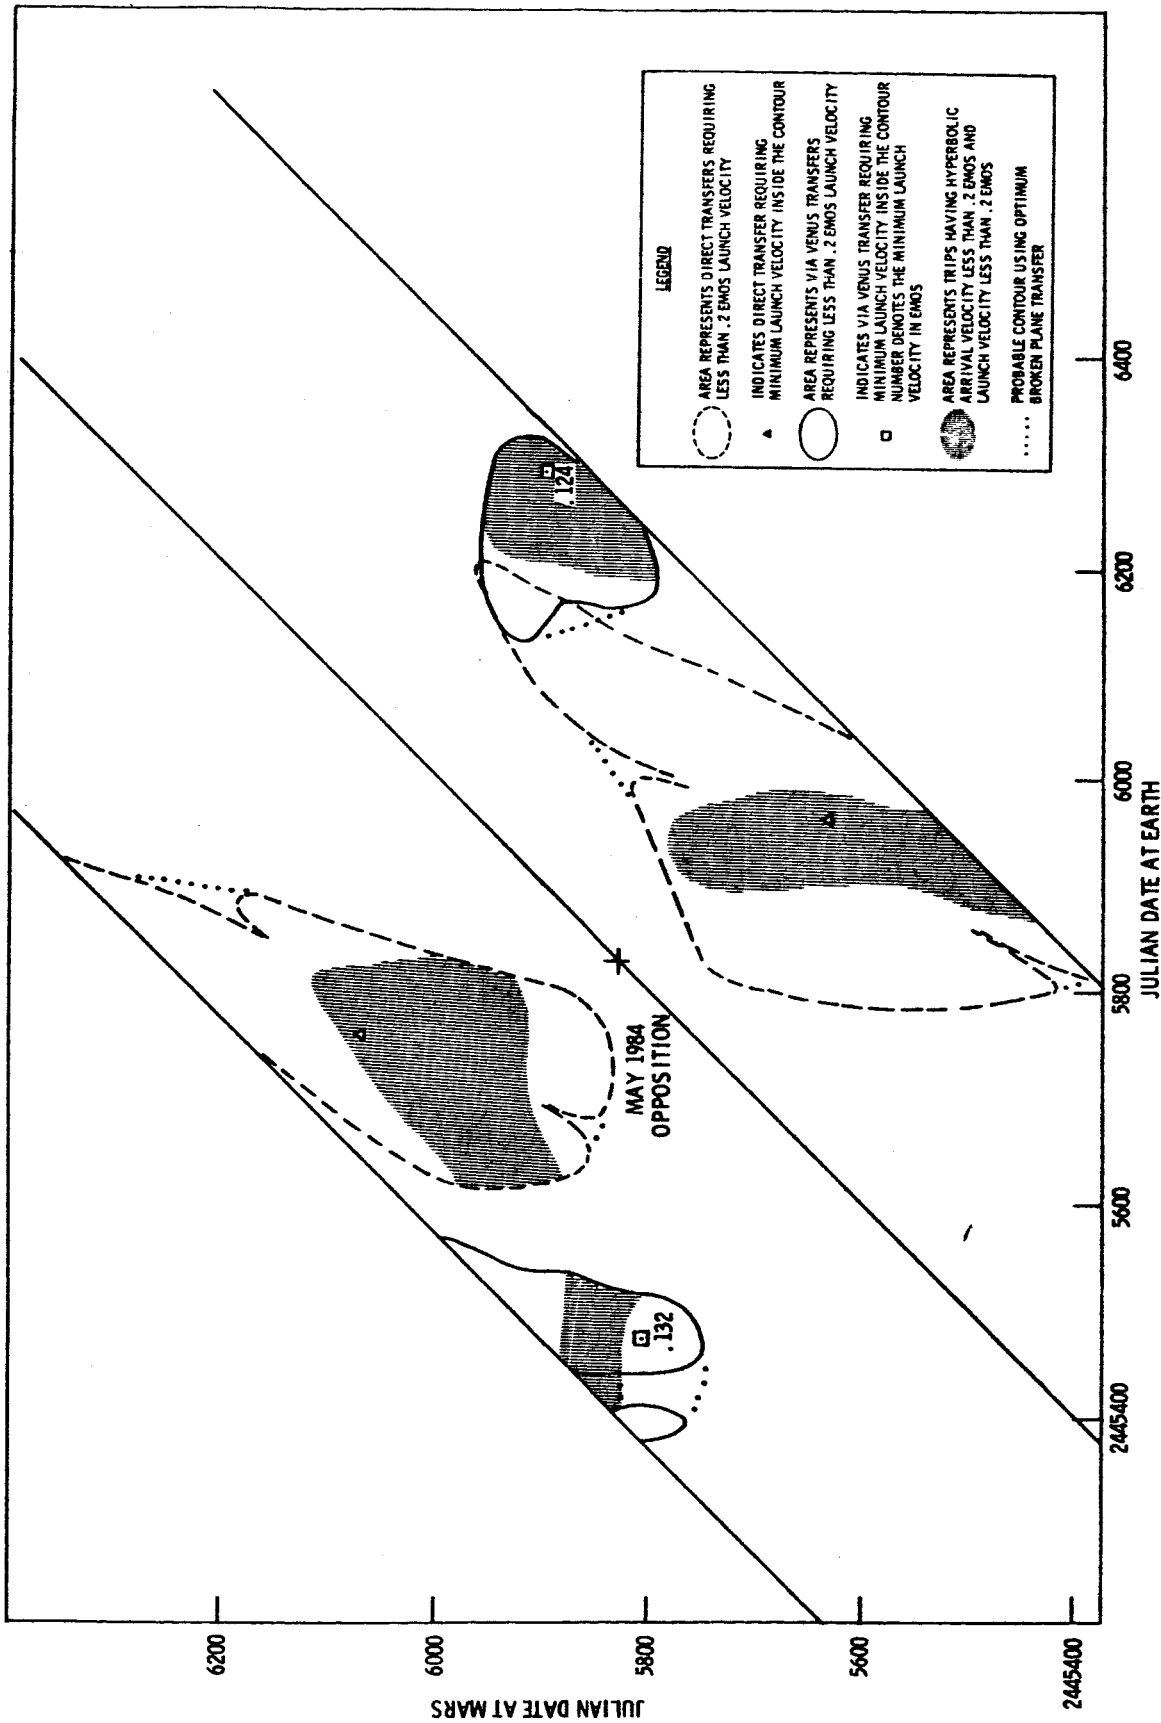 LEGEND
AREA REPRESENTS DIRECT TRANSFERS REQUIRING
LESS THAN .2 EMOS LAUNCH VELOCITY
INDICATES DIRECT TRANSFER REQUIRING
MINIMUM LAUNCH VELOCITY INSIDE THE CONTOUR
AREA REPRESENTS VIA VENUS TRANSFERS
REQUIRING LESS THAN .2 EMOS LAUNCH VELOCITY
INDICATES VIA VENUS TRANSFER REQUIRING
MINIMUM LAUNCH VELOCITY INSIDE THE CONTOUR
NUMBER DENOTES THE MINIMUM LAUNCH
VELOCITY IN EMOS
AREA REPRESENTS TRIPS HAVING HYPERBOLIC
ARRIVAL VELOCITY LESS THAN .2 EMOS AND
LAUNCH VELOCITY LESS THAN .2 EMOS
PROBABLE CONTOUR USING OPTIMUM
BROKEN PLANE TRANSFER
.124
MAY 1984
OPPOSITION
.132
JULIAN DATE AT MARS
6200
6000
5800
5600
2445400
2445400
5600
5800
6000
6200
6400
JULIAN DATE AT EARTH